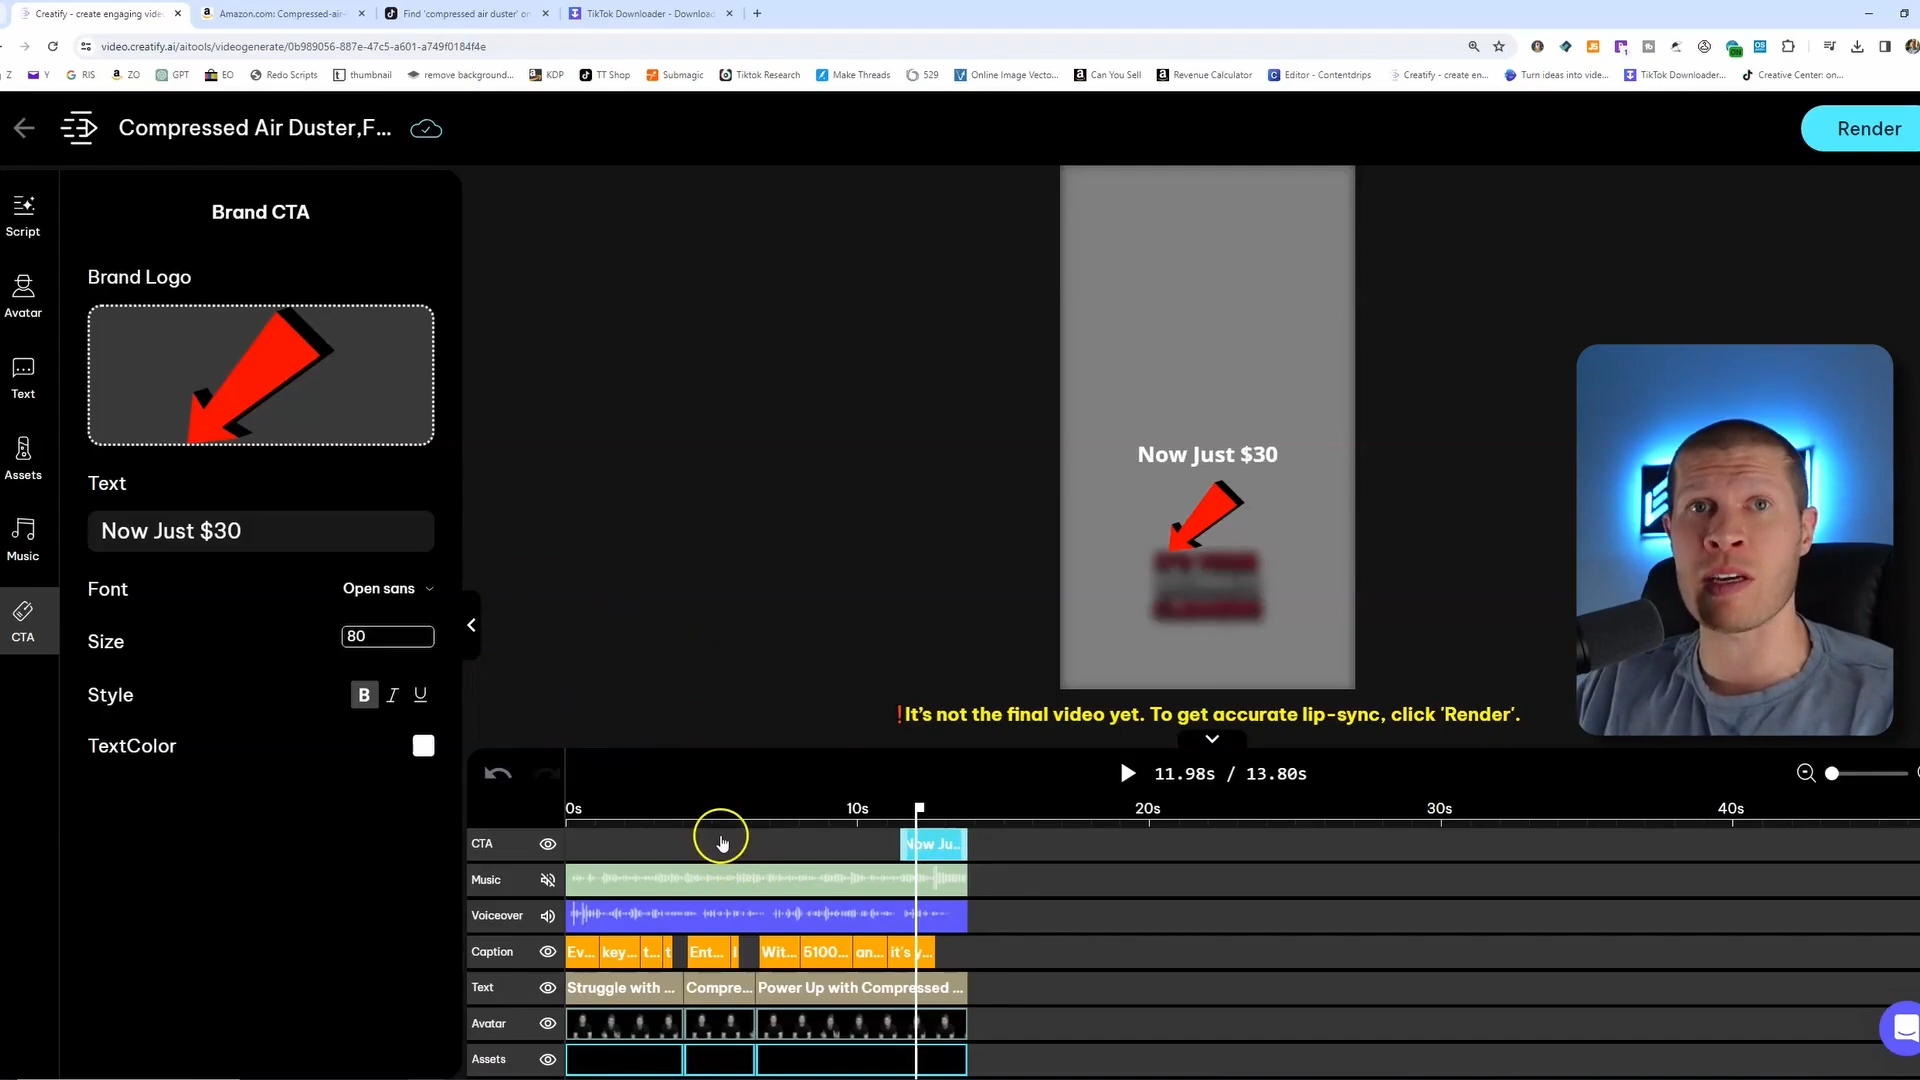 Creatify - create engaging vide
Amazon.com: Compressed-air-
Find 'compressed air duster' on
TikTok Downloader - Download
video.creatify.ai/aitools/videogenerate/0b989056-887e-47c5-a601-a749f0184f4e
Z
Y
RIS
ZO
GPT
EO
Redo Scripts
thumbnail
remove background...
KDP
TT Shop
Submagic
Tiktok Research
Make Threads
529
Online Image Vecto...
Can You Sell
Revenue Calculator
Editor - Contentdrips
Creatify - create en...
Turn ideas into vide...
TikTok Downloader...
Creative Center: on...
Compressed Air Duster,F...
Render
Script
Avatar
Text
Assets
Music
CTA
Brand CTA
Brand Logo
Text
Now Just $30
Font
Open sans
Size
80
Style
B I U
TextColor
Now Just $30
!It's not the final video yet. To get accurate lip-sync, click 'Render'.
11.98s / 13.80s
0s 10s 20s 30s 40s
CTA
Now Ju...
Music
Voiceover
Caption
Ev... key... t... t Ent... I Wit... 5100... an... it's y...
Text
Struggle with ... Compre... Power Up with Compressed ...
Avatar
Assets